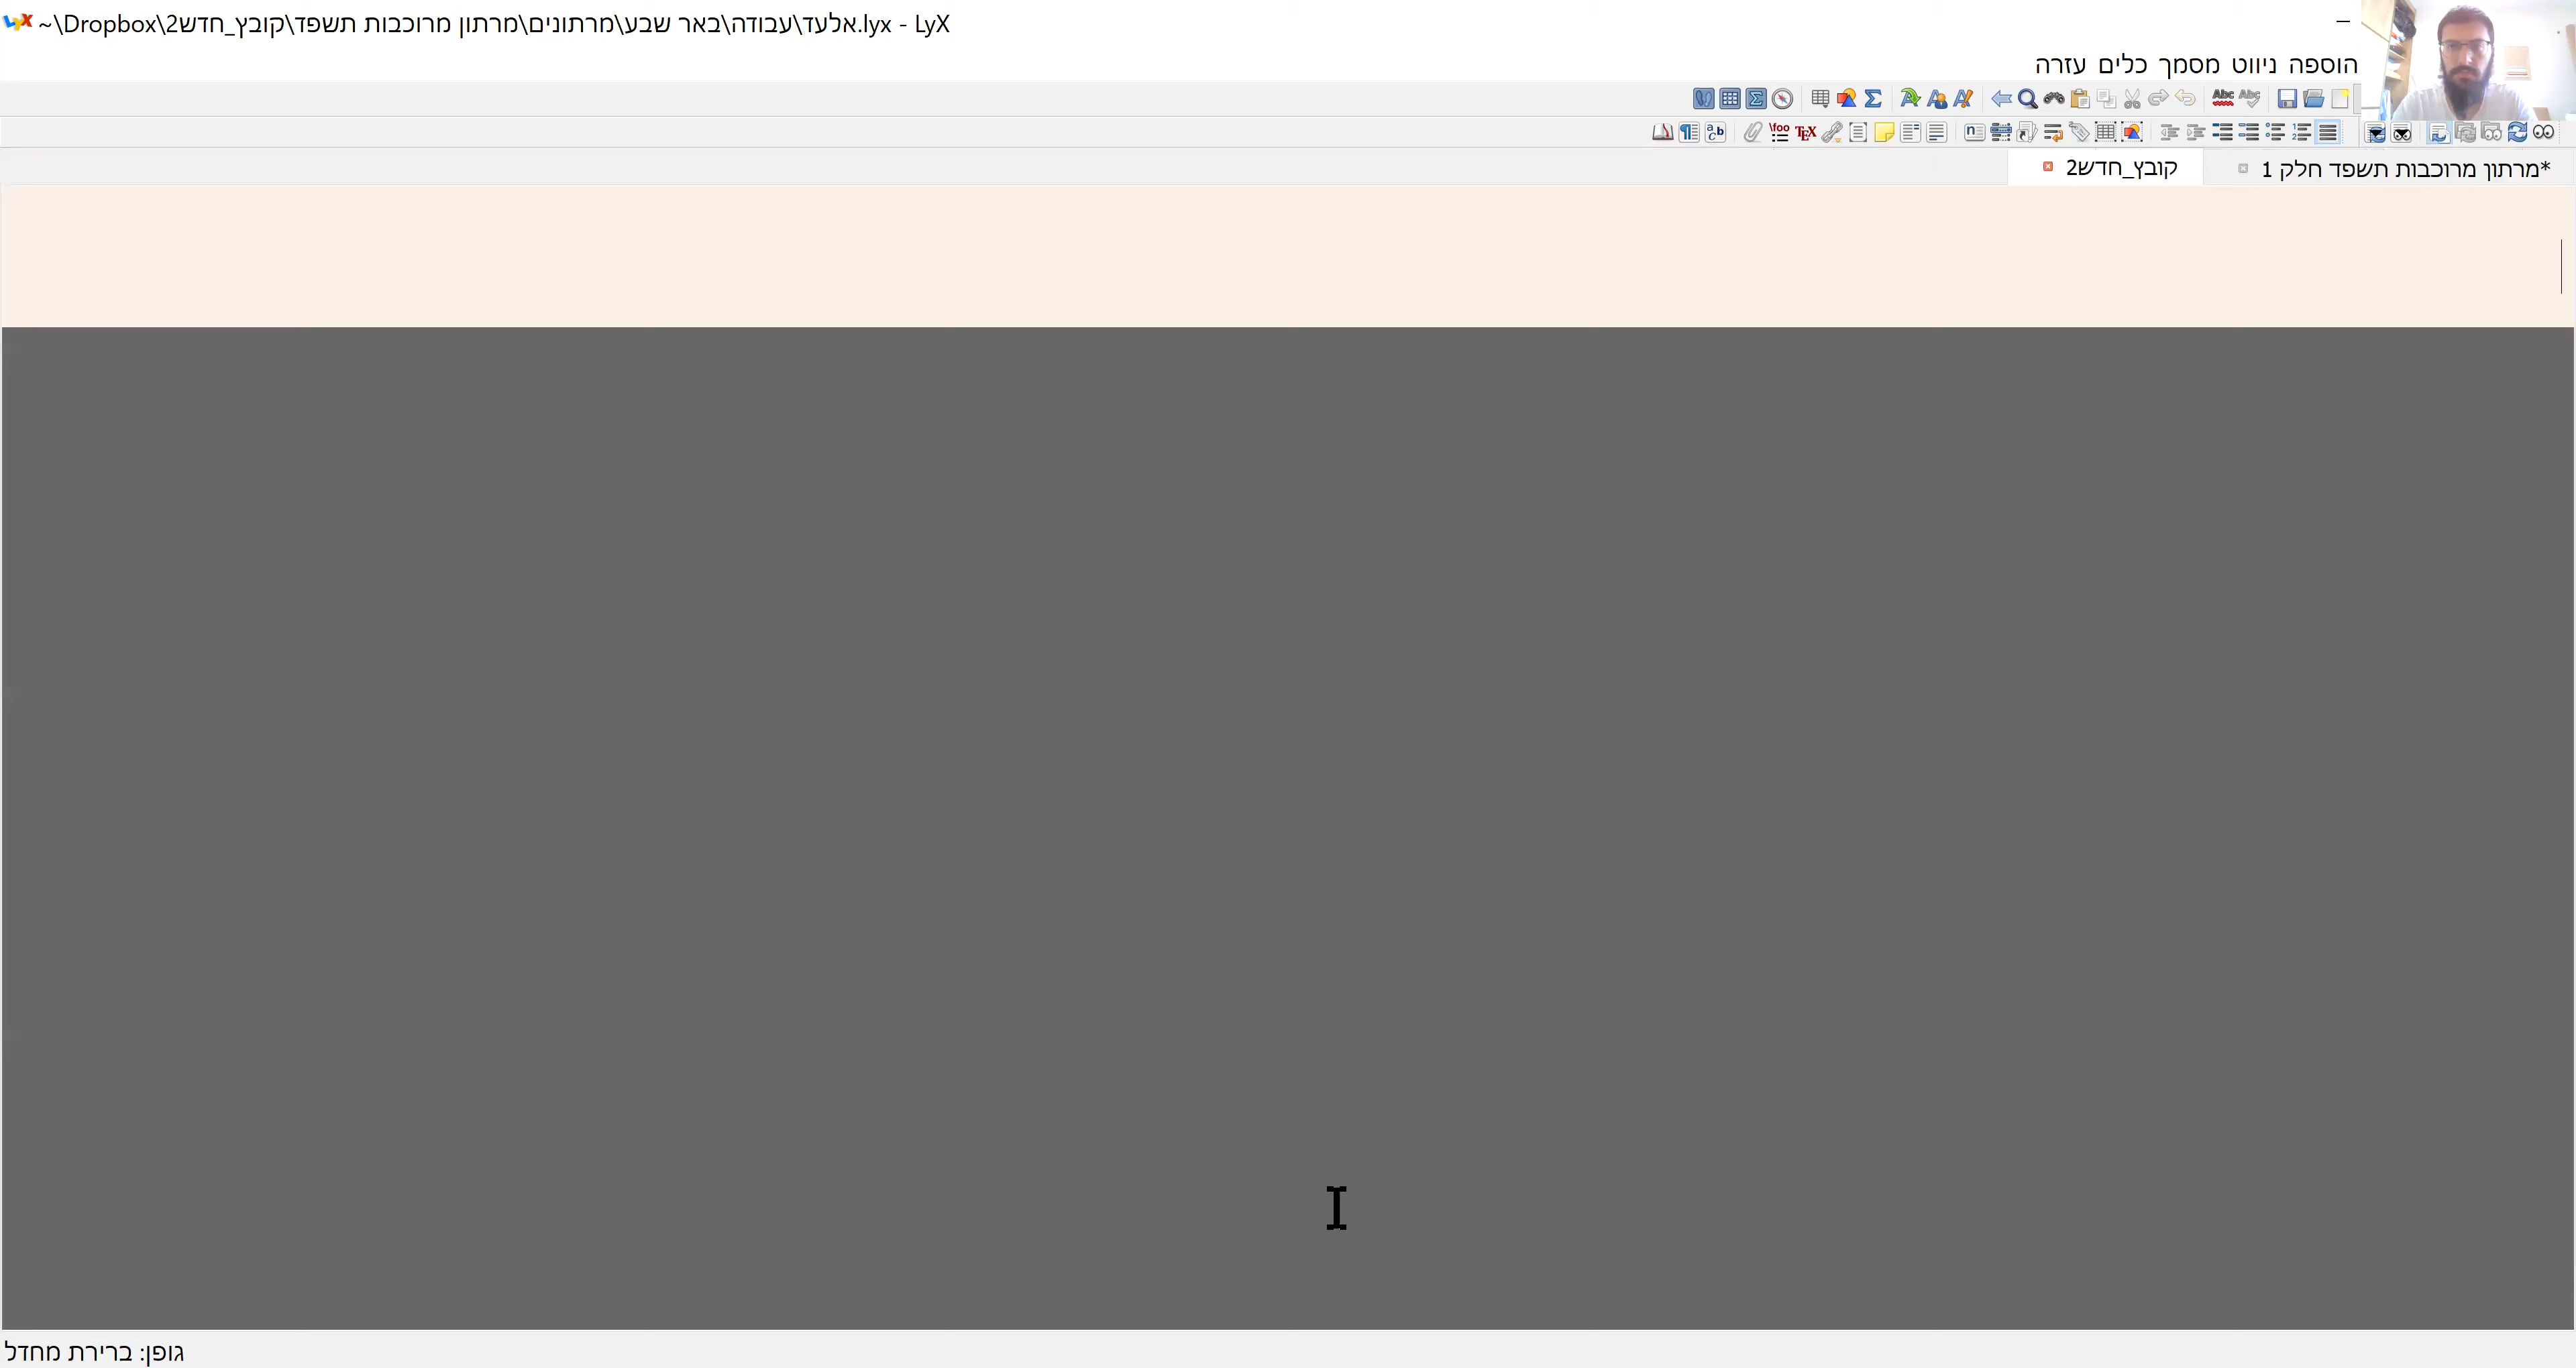 ~\Dropbox\אלעד\עבודה\באר שבע\מרתונים\מרתון מרוכבות תשפד\קובץ_חדש2.lyx - LyX
הוספה ניווט מסמך כלים עזרה
*מרתון מרוכבות תשפד חלק 1
קובץ_חדש2
גופן: ברירת מחדל